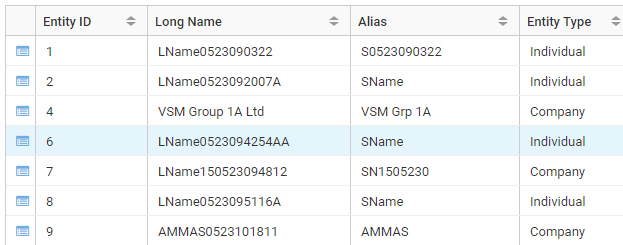 Entity ID Long Name Alias Entity Type
1 LName0523090322 S0523090322 Individual
2 LName0523092007A SName Individual
4 VSM Group 1A Ltd VSM Grp 1A Company
6 LName0523094254AA SName Individual
7 LName150523094812 SN1505230 Company
8 LName0523095116A SName Individual
9 AMMAS0523101811 AMMAS Company